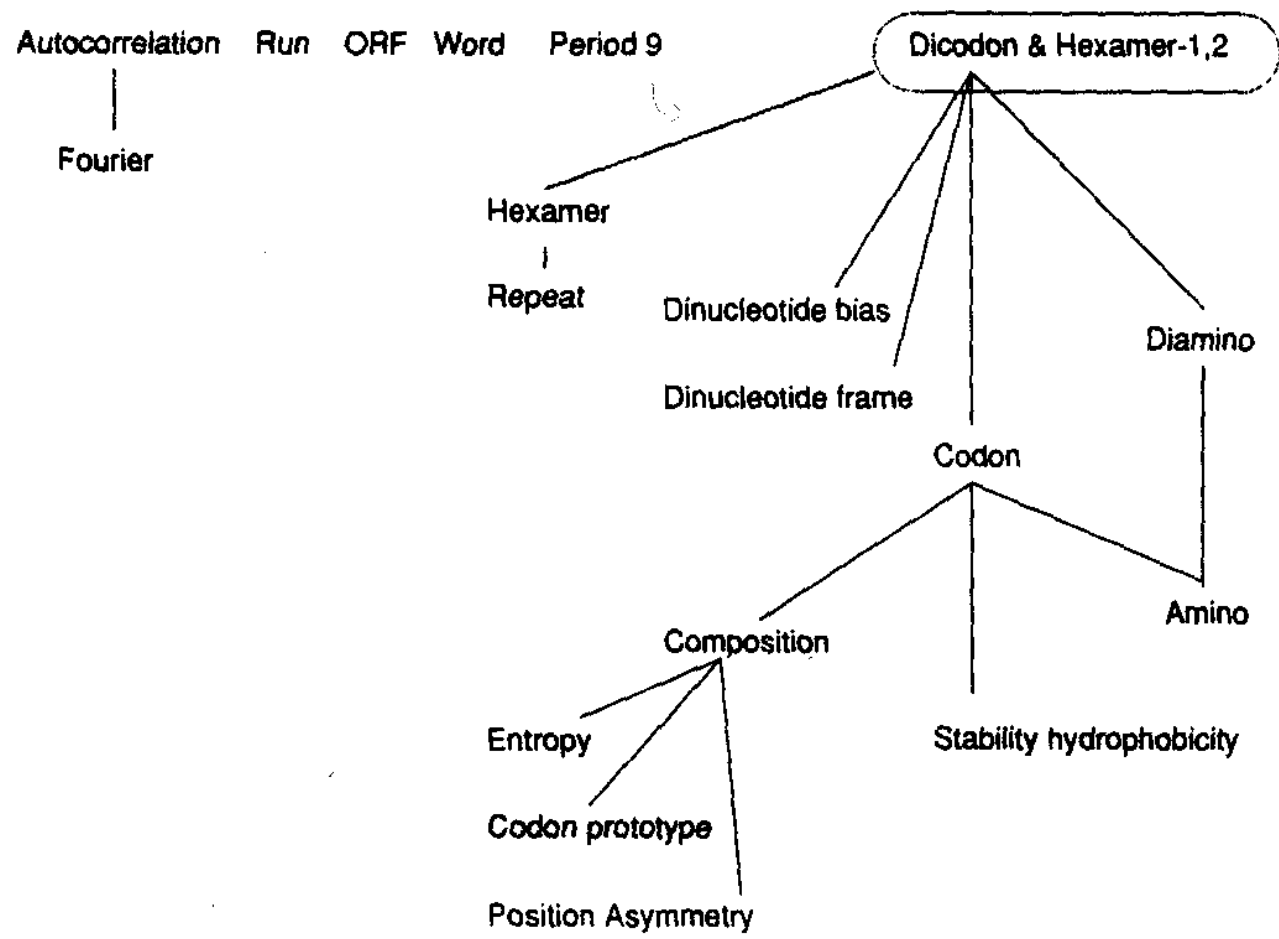 Autocorrelation Run ORF Word Period 9 Dicodon & Hexamer-1,2
Fourier
Hexamer
Repeat
Dinucleotide bias
Diamino
Dinucleotide frame
Codon
Amino
Composition
Entropy
Stability hydrophobicity
Codon prototype
Position Asymmetry